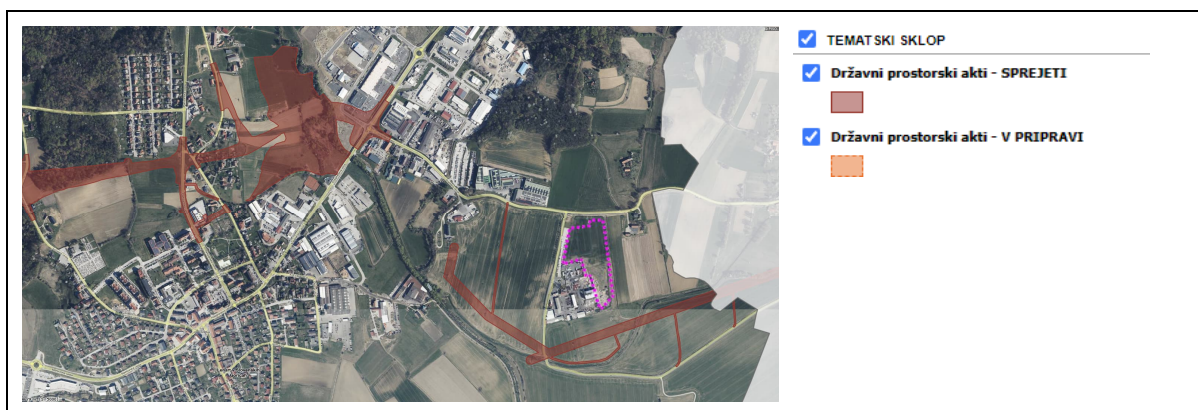 TEMATSKI SKLOP
Državni prostorski akti - SPREJETI
Državni prostorski akti - V PRIPRAVI